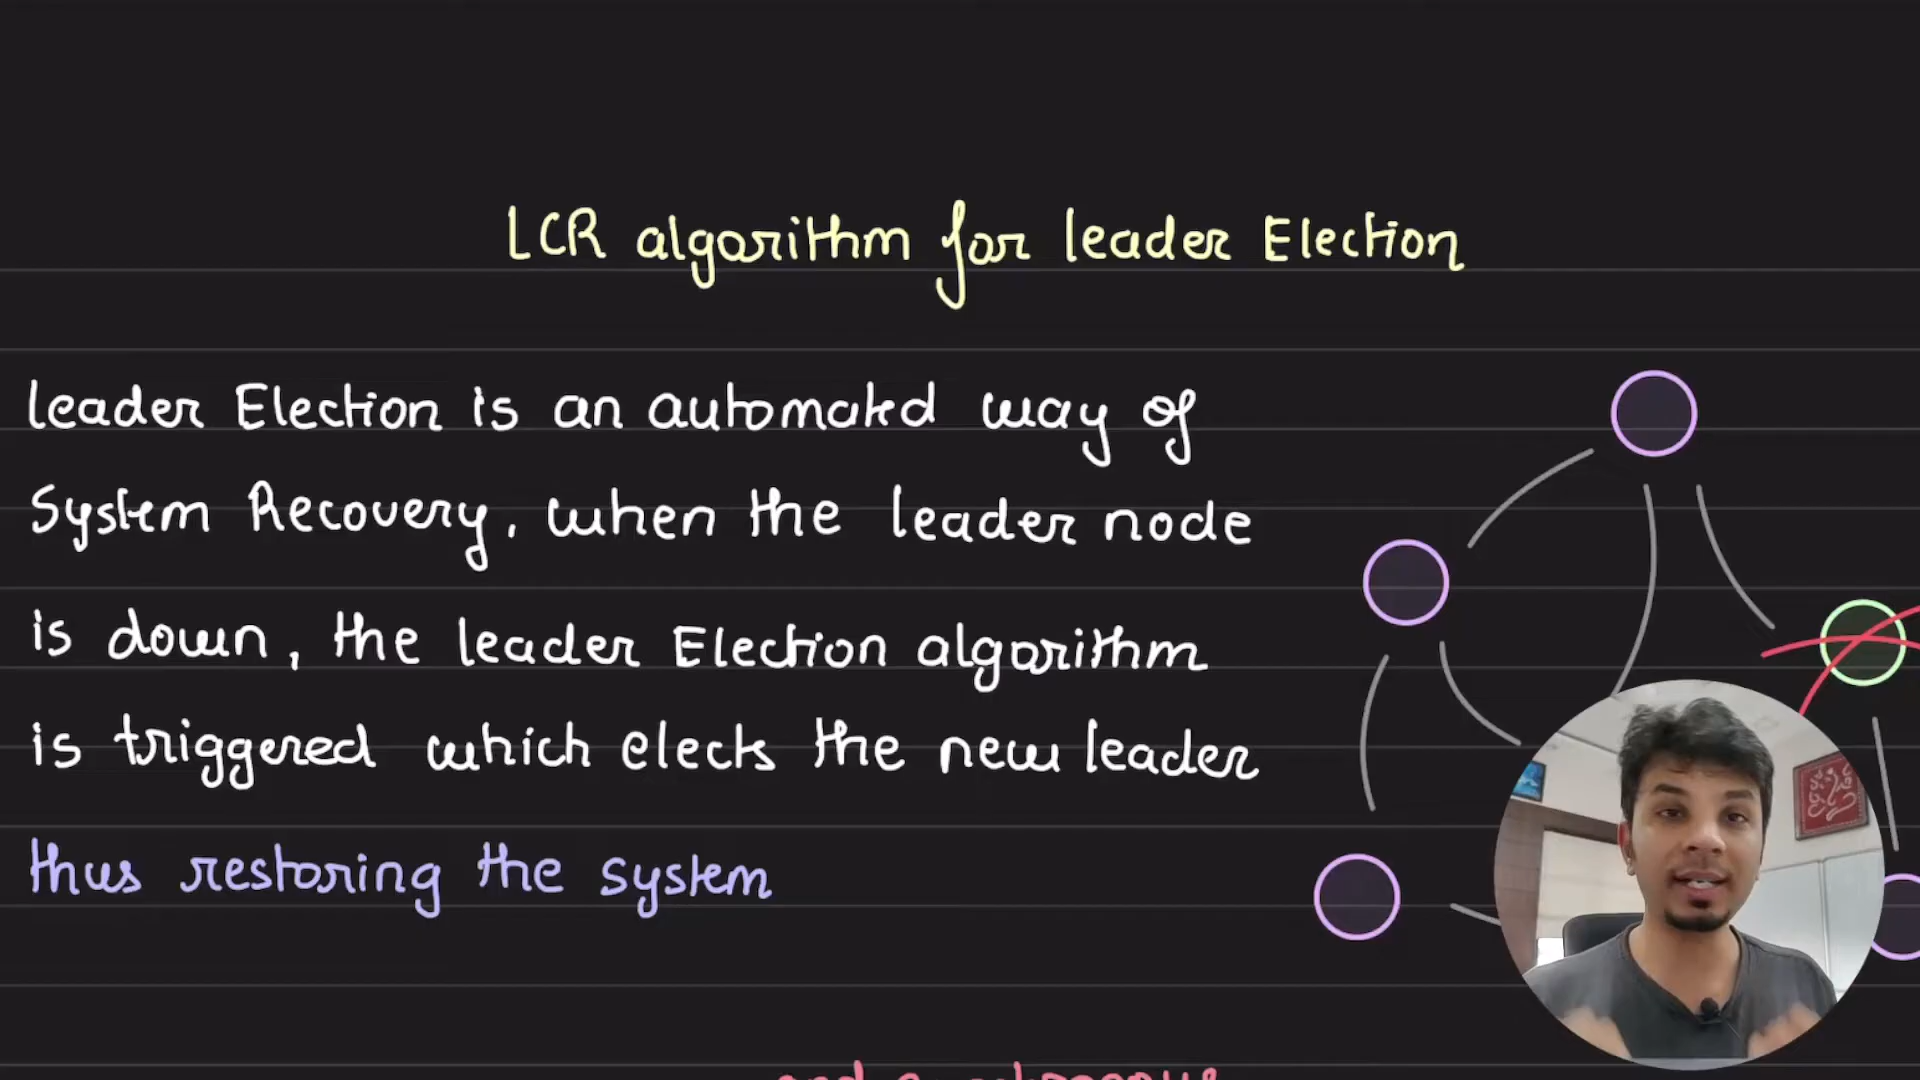 LCR algorithm for leader Election
leader Election is an automated way of
System Recovery. when the leader node
is down, the leader Election algorithm
is triggered which elects the new leader
thus restoring the system